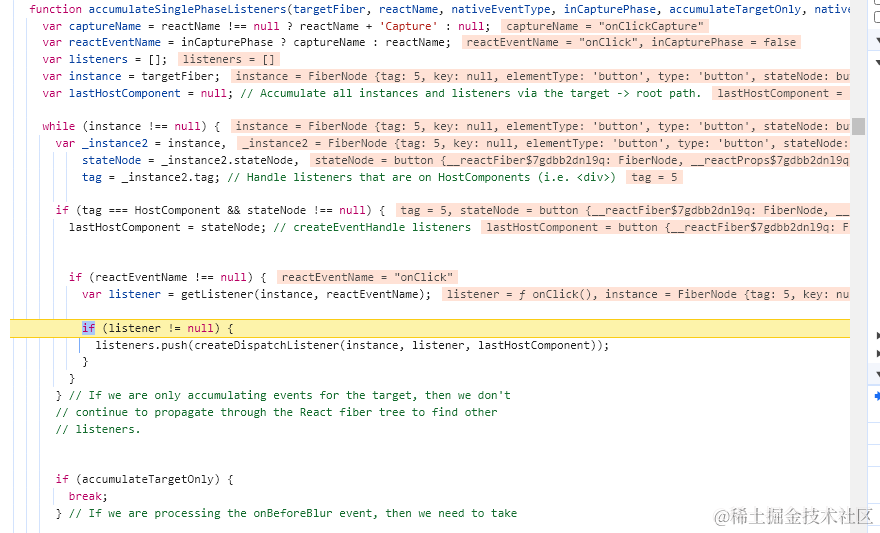 function accumulateSinglePhaseListeners(targetFiber, reactName, nativeEventType, inCapturePhase, accumulateTargetOnly, native
var captureName = reactName !== null ? reactName + 'Capture' : null; captureName = "onClickCapture"
var reactEventName = inCapturePhase ? captureName : reactName; reactEventName = "onClick", inCapturePhase = false
var listeners = []; listeners = []
var instance = targetFiber; instance = FiberNode {tag: 5, key: null, elementType: 'button', type: 'button', stateNode: but
var lastHostComponent = null; // Accumulate all instances and listeners via the target -> root path. lastHostComponent =
while (instance !== null) { instance = FiberNode {tag: 5, key: null, elementType: 'button', type: 'button', stateNode: but
var _instance2 = instance, _instance2 = FiberNode {tag: 5, key: null, elementType: 'button', type: 'button', stateNode:
stateNode = _instance2.stateNode, stateNode = button {__reactFiber$7gdbb2dnl9q: FiberNode, __reactProps$7gdbb2dnl9q
tag = _instance2.tag; // Handle listeners that are on HostComponents (i.e. <div>) tag = 5
if (tag === HostComponent && stateNode !== null) { tag = 5, stateNode = button {__reactFiber$7gdbb2dnl9q: FiberNode, __
lastHostComponent = stateNode; // createEventHandle listeners lastHostComponent = button {__reactFiber$7gdbb2dnl9q: F
if (reactEventName !== null) { reactEventName = "onClick"
var listener = getListener(instance, reactEventName); listener = ƒ onClick(), instance = FiberNode {tag: 5, key: nu
if (listener != null) {
listeners.push(createDispatchListener(instance, listener, lastHostComponent));
}
}
} // If we are only accumulating events for the target, then we don't
// continue to propagate through the React fiber tree to find other
// listeners.
if (accumulateTargetOnly) {
break;
} // If we are processing the onBeforeBlur event, then we need to take
@稀土掘金技术社区